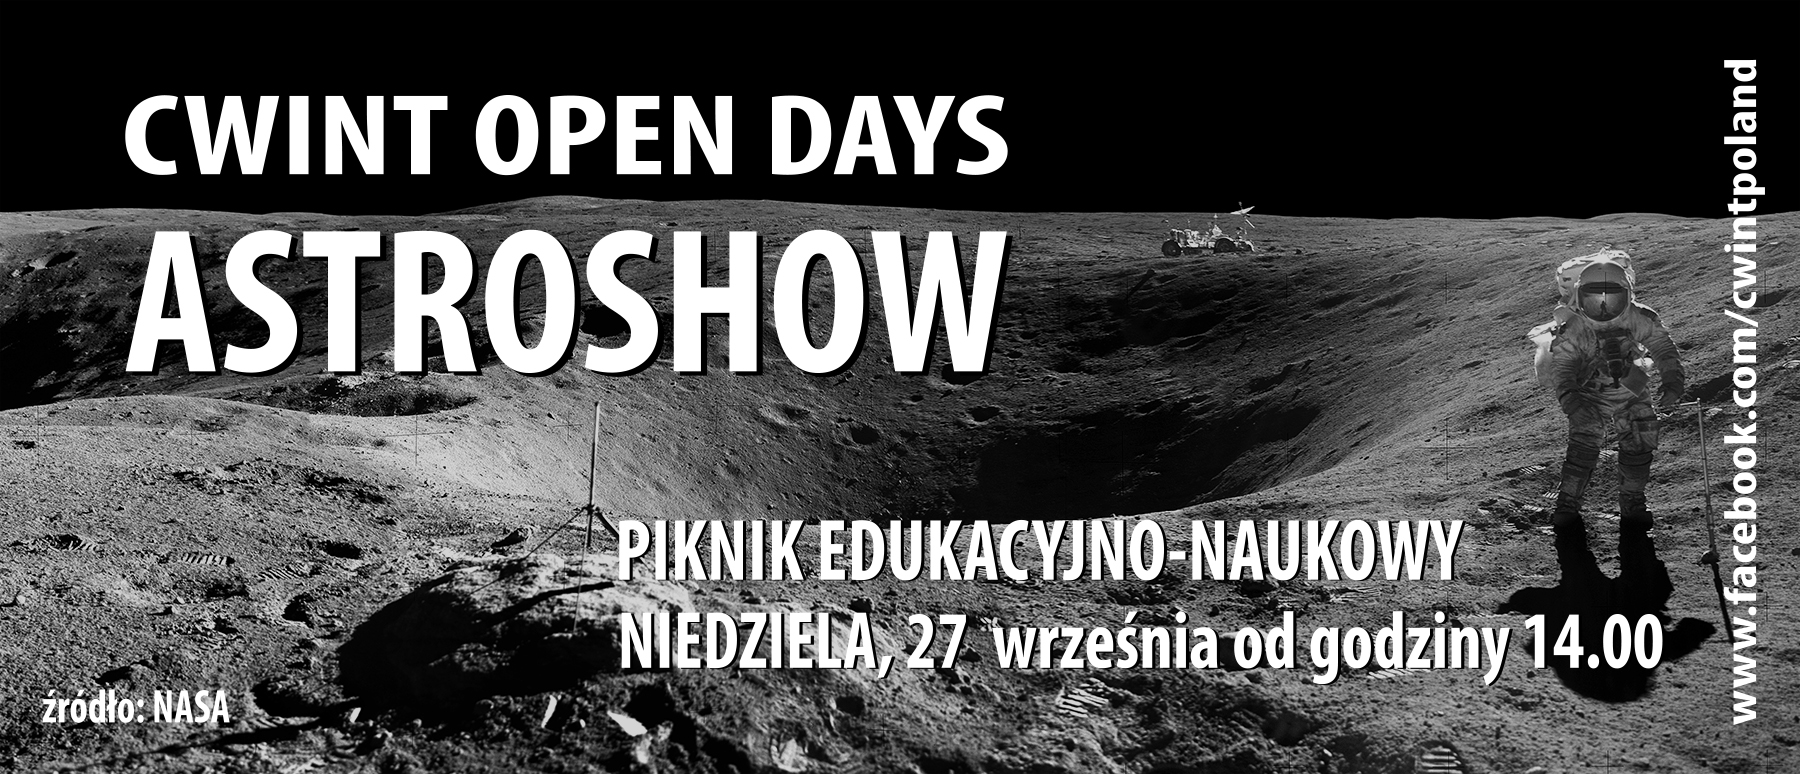 CWINT OPEN DAYS
ASTROSHOW
PIKNIK EDUKACYJNO-NAUKOWY
NIEDZIELA, 27 września od godziny 14.00
źródło: NASA
www.facebook.com/cwintpoland